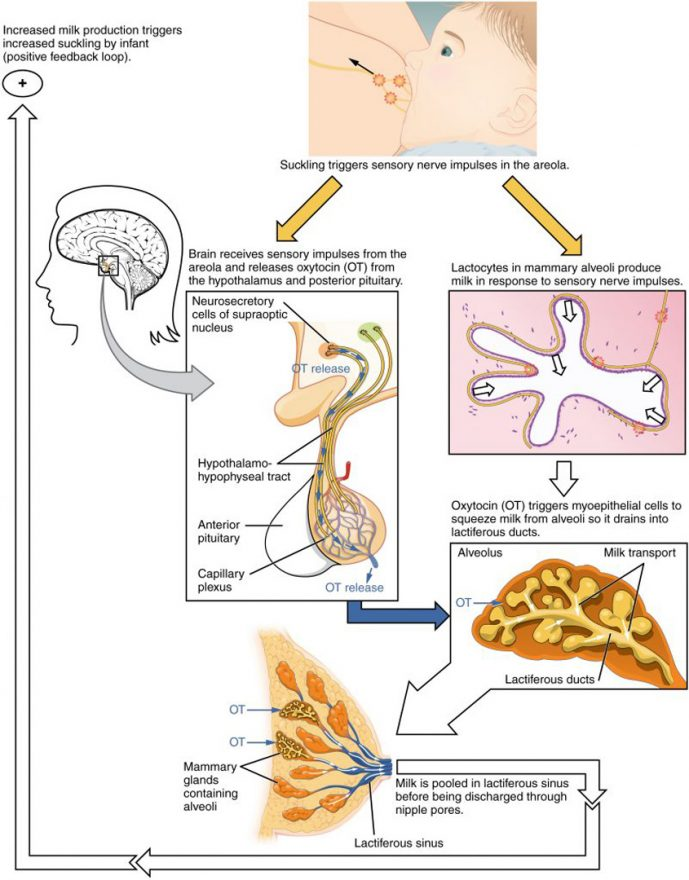 Increased milk production triggers
increased suckling by infant
(positive feedback loop).
+
Suckling triggers sensory nerve impulses in the areola.
Brain receives sensory impulses from the
areola and releases oxytocin (OT) from
the hypothalamus and posterior pituitary.
Neurosecretory
cells of supraoptic
nucleus
OT release
Hypothalamo-
hypophyseal tract
Anterior
pituitary
Capillary
plexus
OT release
Lactocytes in mammary alveoli produce
milk in response to sensory nerve impulses.
Oxytocin (OT) triggers myoepithelial cells to
squeeze milk from alveoli so it drains into
lactiferous ducts.
Alveolus
Milk transport
OT
Lactiferous ducts
OT
OT
Mammary
glands
containing
alveoli
Lactiferous sinus
Milk is pooled in lactiferous sinus
before being discharged through
nipple pores.